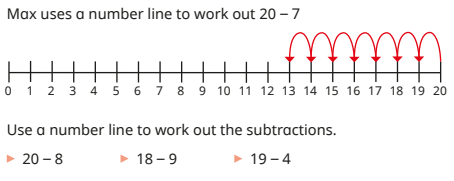 Max uses a number line to work out 20 – 7
0 1 2 3 4 5 6 7 8 9 10 11 12 13 14 15 16 17 18 19 20
Use a number line to work out the subtractions.
20 – 8 18 – 9 19 – 4